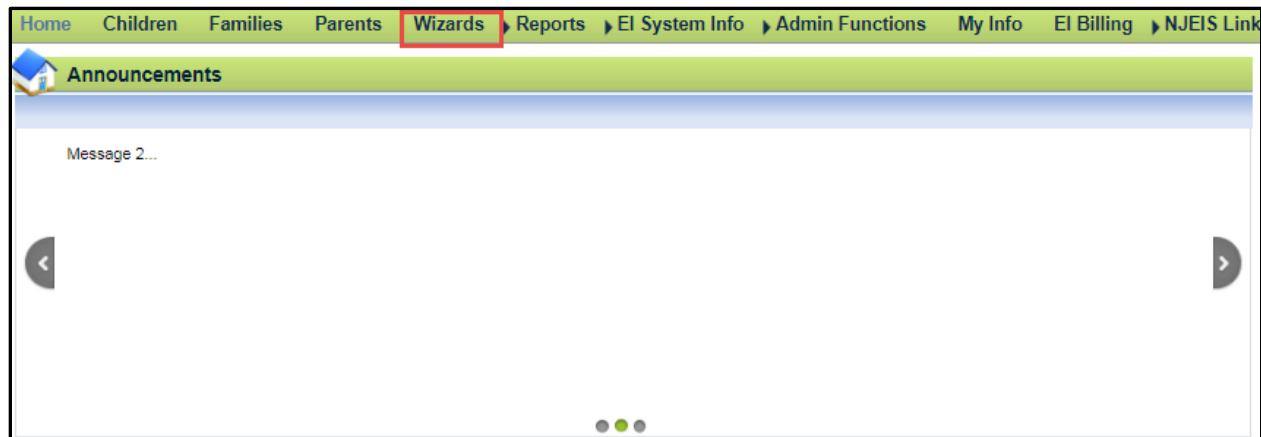 Home Children Families Parents Wizards Reports EI System Info Admin Functions My Info EI Billing NJEIS Link
Announcements
Message 2...